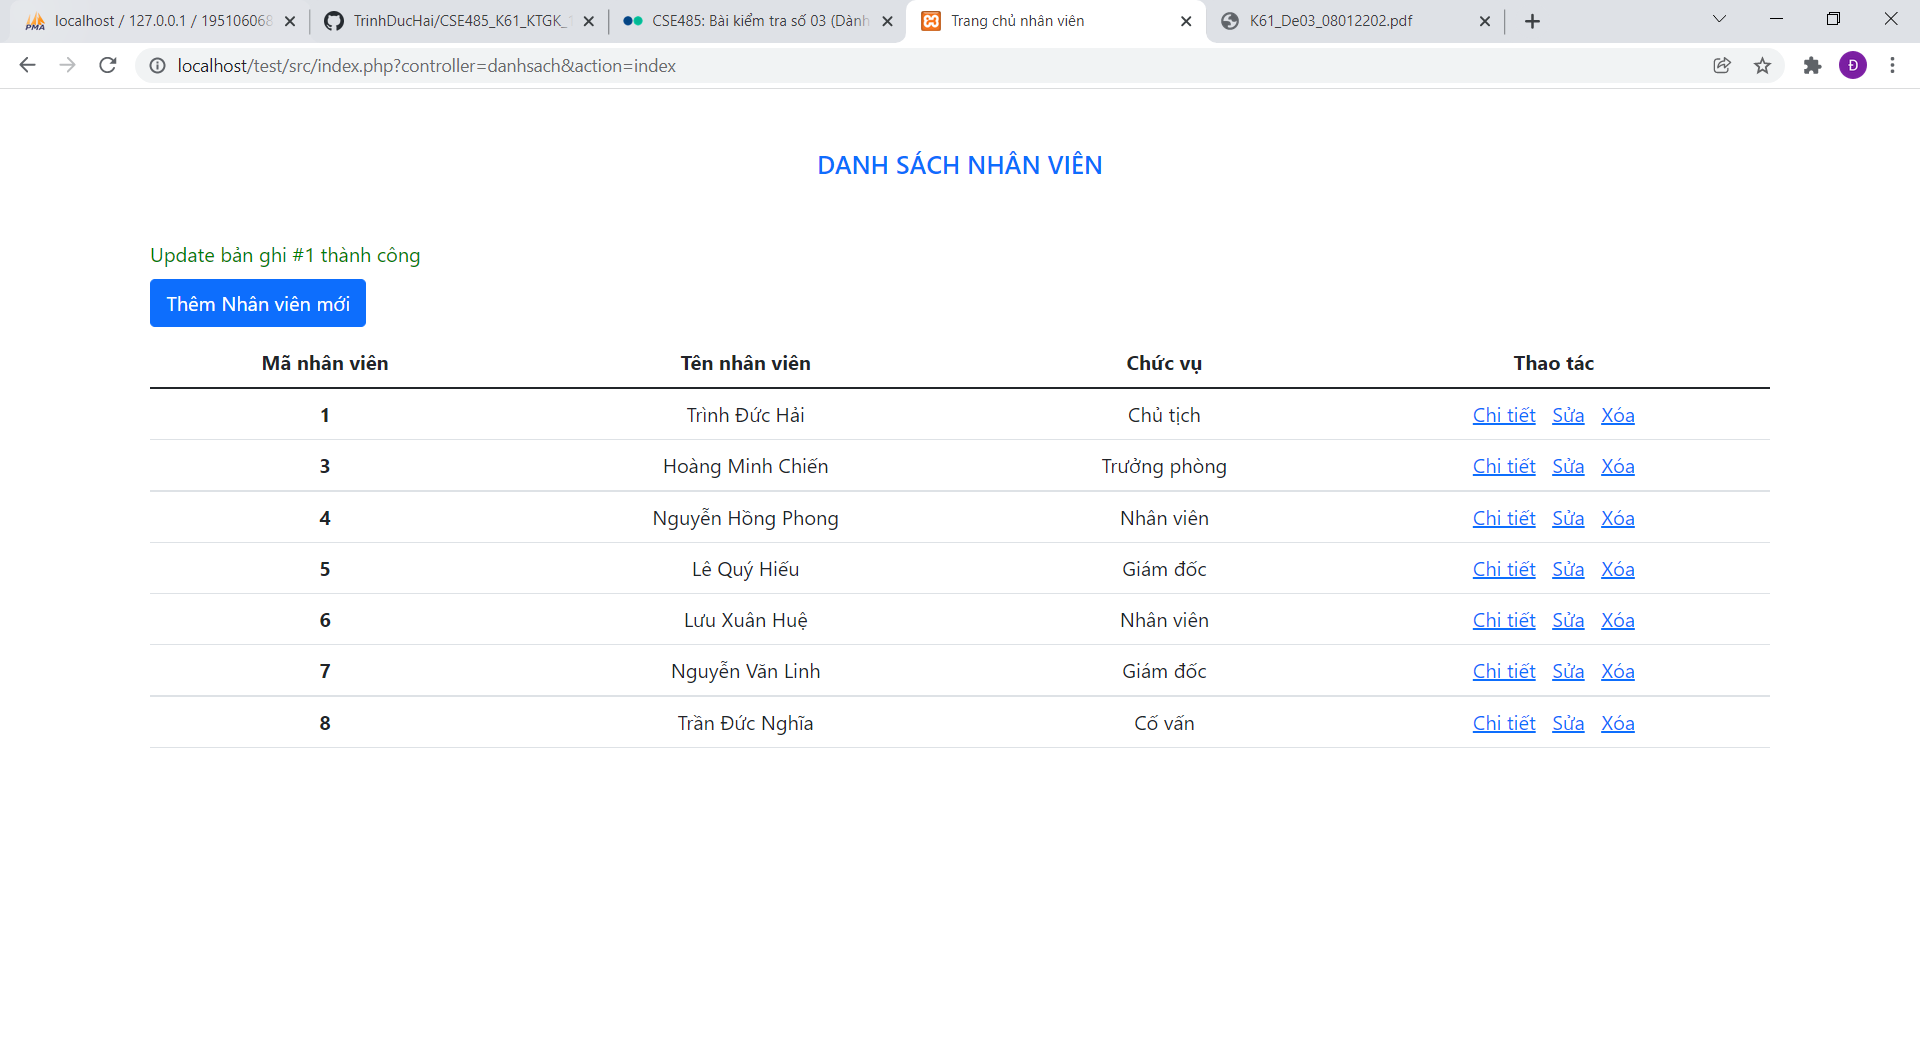 localhost / 127.0.0.1 / 195106068
TrinhDucHai/CSE485_K61_KTGK_
CSE485: Bài kiểm tra số 03 (Dành
Trang chủ nhân viên
K61_De03_08012202.pdf
localhost/test/src/index.php?controller=danhsach&action=index
Đ
DANH SÁCH NHÂN VIÊN
Update bản ghi #1 thành công
Thêm Nhân viên mới
Mã nhân viên Tên nhân viên Chức vụ Thao tác
1 Trình Đức Hải Chủ tịch Chi tiết Sửa Xóa
3 Hoàng Minh Chiến Trưởng phòng Chi tiết Sửa Xóa
4 Nguyễn Hồng Phong Nhân viên Chi tiết Sửa Xóa
5 Lê Quý Hiếu Giám đốc Chi tiết Sửa Xóa
6 Lưu Xuân Huệ Nhân viên Chi tiết Sửa Xóa
7 Nguyễn Văn Linh Giám đốc Chi tiết Sửa Xóa
8 Trần Đức Nghĩa Cố vấn Chi tiết Sửa Xóa